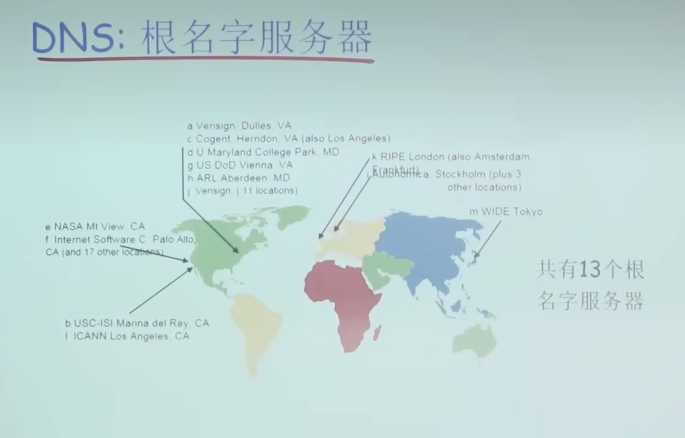 DNS: 根名字服务器
a Verisign, Dulles, VA
c Cogent, Herndon, VA (also Los Angeles)
d U Maryland College Park, MD
g US DoD Vienna, VA
h ARL Aberdeen, MD
j Verisign, ( 11 locations)
k RIPE London (also Amsterdam,
Frankfurt)
i Autonomica, Stockholm (plus 3
other locations)
m WIDE Tokyo
e NASA Mt View, CA
f Internet Software C. Palo Alto,
CA (and 17 other locations)
b USC-ISI Marina del Rey, CA
l ICANN Los Angeles, CA
共有13个根
名字服务器